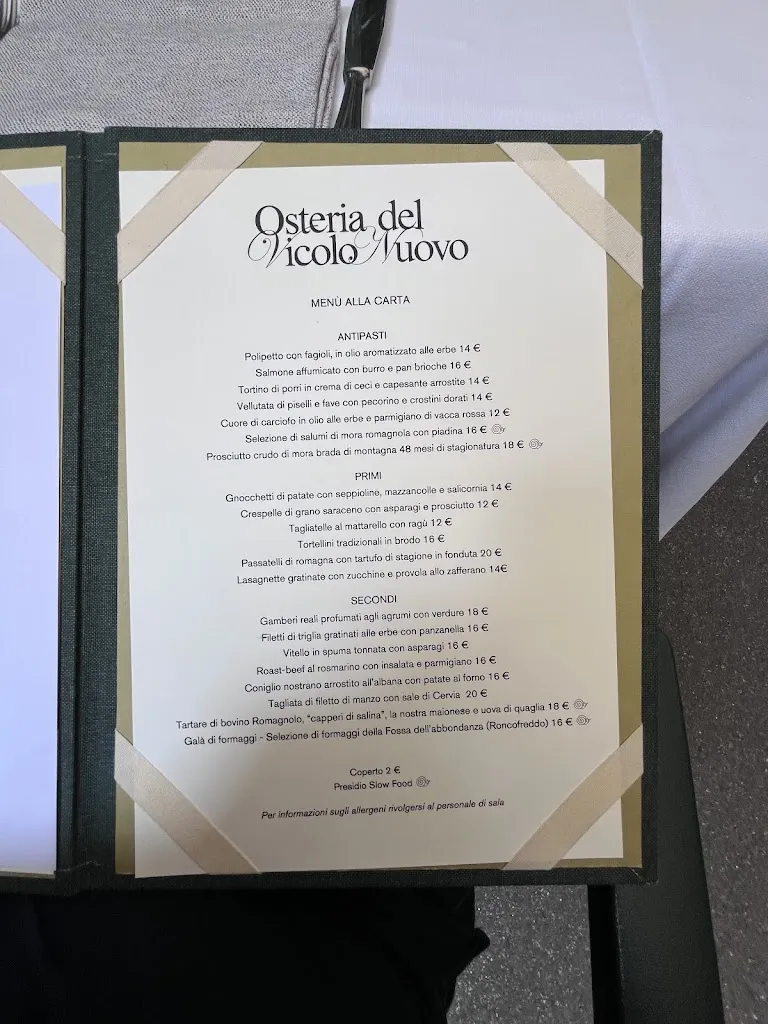 Osteria del
Vicolo Nuovo
MENÙ ALLA CARTA
ANTIPASTI
Polipetto con fagioli, in olio aromatizzato alle erbe 14 €
Salmone affumicato con burro e pan brioche 16 €
Tortino di porri in crema di ceci e capesante arrostite 14 €
Vellutata di piselli e fave con pecorino e crostini dorati 14 €
Cuore di carciofo in olio alle erbe e parmigiano di vacca rossa 12 €
Selezione di salumi di mora romagnola con piadina 16 €
Prosciutto crudo di mora brada di montagna 48 mesi di stagionatura 18 €
PRIMI
Gnocchetti di patate con seppioline, mazzancolle e salicornia 14 €
Crespelle di grano saraceno con asparagi e prosciutto 12 €
Tagliatelle al mattarello con ragù 12 €
Tortellini tradizionali in brodo 16 €
Passatelli di romagna con tartufo di stagione in fonduta 20 €
Lasagnette gratinate con zucchine e provola allo zafferano 14€
SECONDI
Gamberi reali profumati agli agrumi con verdure 18 €
Filetti di triglia gratinati alle erbe con panzanella 16 €
Vitello in spuma tonnata con asparagi 16 €
Roast-beef al rosmarino con insalata e parmigiano 16 €
Coniglio nostrano arrostito all'albana con patate al forno 16 €
Tagliata di filetto di manzo con sale di Cervia 20 €
Tartare di bovino Romagnolo, "capperi di salina", la nostra maionese e uova di quaglia 18 €
Galà di formaggi - Selezione di formaggi della Fossa dell'abbondanza (Roncofreddo) 16 €
Coperto 2 €
Presidio Slow Food
Per informazioni sugli allergeni rivolgersi al personale di sala